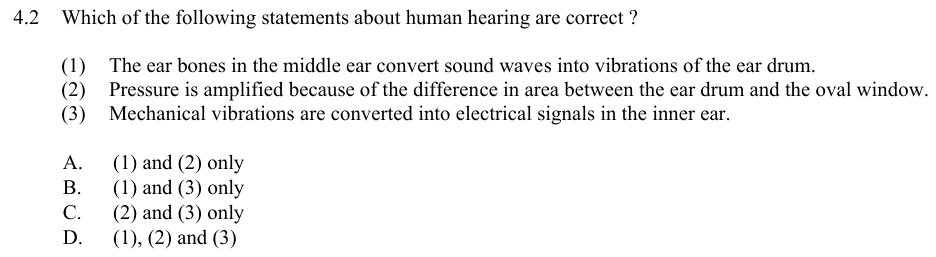 4.2 Which of the following statements about human hearing are correct ?
(1) The ear bones in the middle ear convert sound waves into vibrations of the ear drum.
(2) Pressure is amplified because of the difference in area between the ear drum and the oval window.
(3) Mechanical vibrations are converted into electrical signals in the inner ear.
A. (1) and (2) only
B. (1) and (3) only
C. (2) and (3) only
D. (1), (2) and (3)